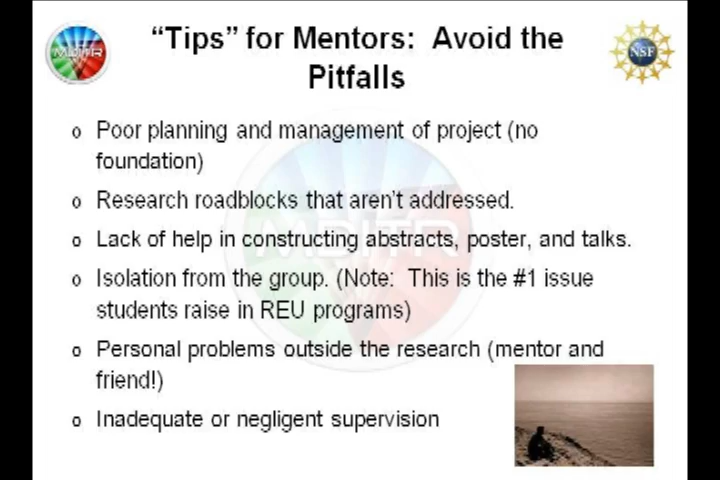 “Tips” for Mentors:  Avoid the
Pitfalls
MDITR
NSF
o Poor planning and management of project (no
foundation)
o Research roadblocks that aren’t addressed.
o Lack of help in constructing abstracts, poster, and talks.
o Isolation from the group. (Note:  This is the #1 issue
students raise in REU programs)
o Personal problems outside the research (mentor and
friend!)
o Inadequate or negligent supervision
MDITR